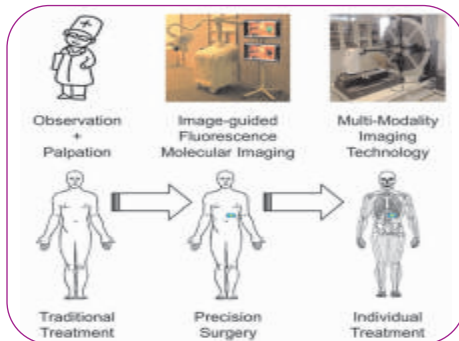 Observation
+
Palpation
Image-guided
Fluorescence
Molecular Imaging
Multi-Modality
Imaging
Technology
Traditional
Treatment
Precision
Surgery
Individual
Treatment